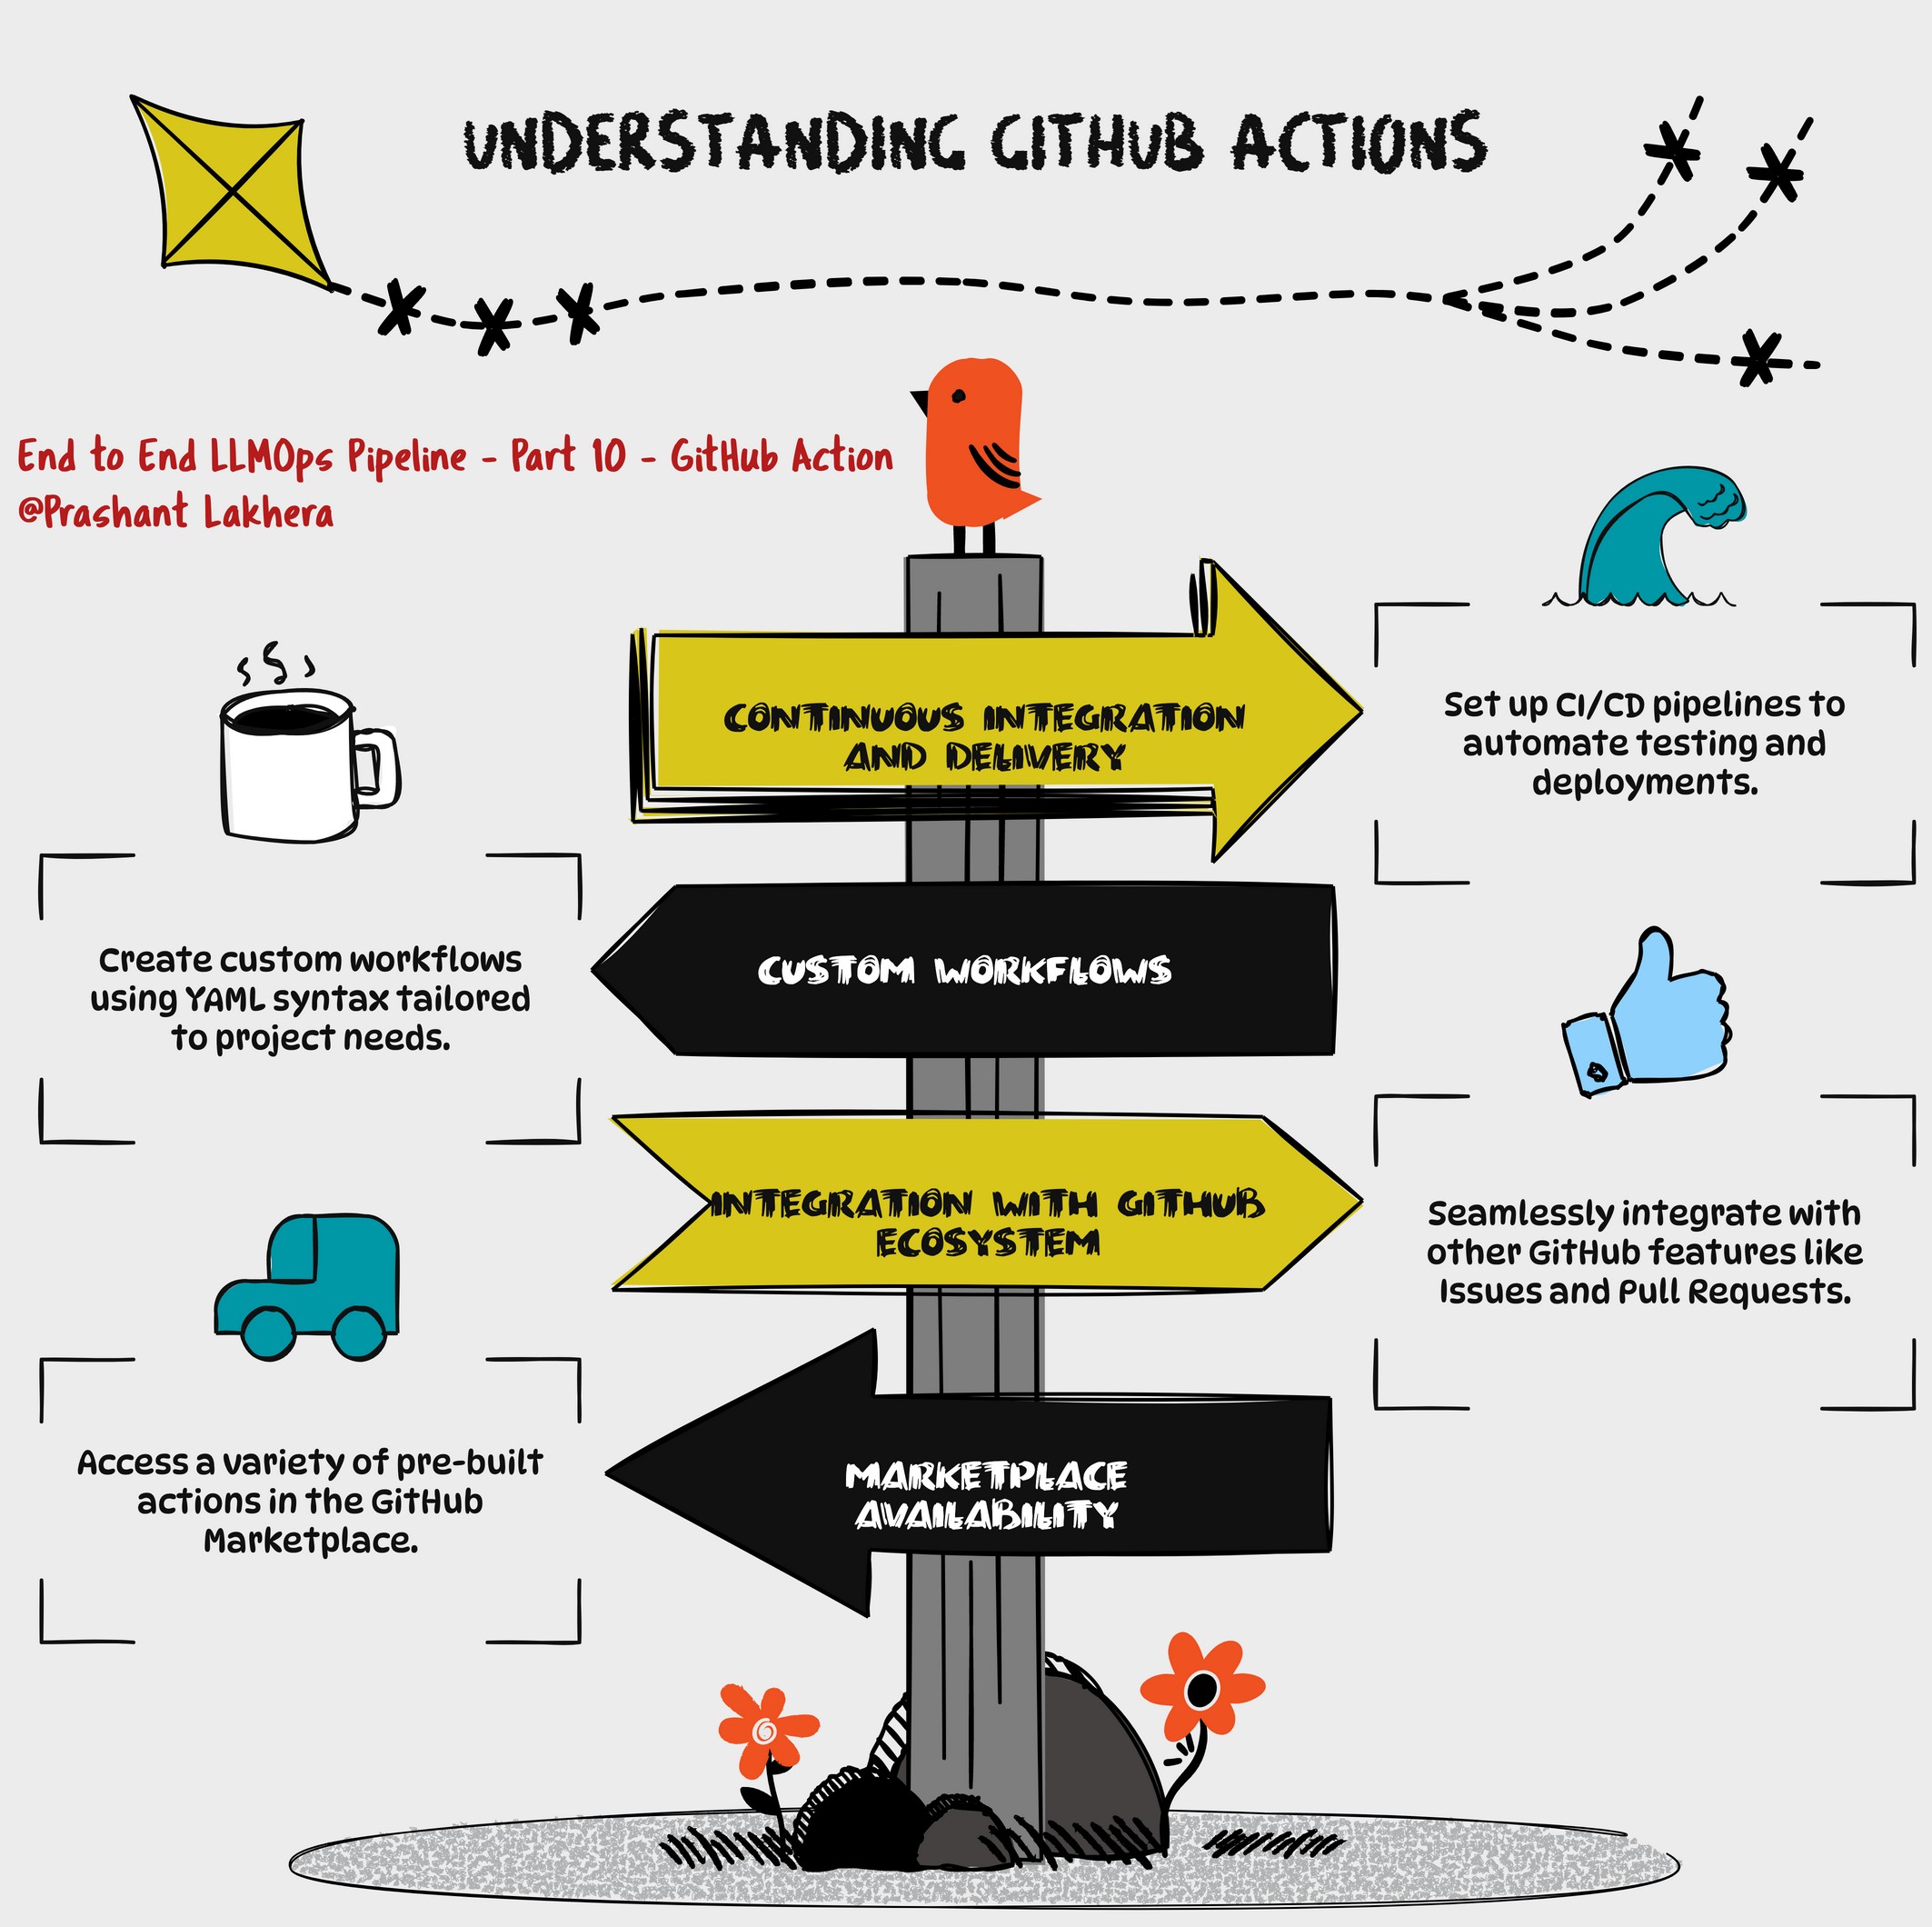 UNDERSTANDING GITHUB ACTIONS
End to End LLMOps Pipeline - Part 10 - GitHub Action
@Prashant Lakhera
CONTINUOUS INTEGRATION
AND DELIVERY
Set up CI/CD pipelines to
automate testing and
deployments.
Create custom workflows
using YAML syntax tailored
to project needs.
CUSTOM WORKFLOWS
INTEGRATION WITH GITHUB
ECOSYSTEM
Seamlessly integrate with
other GitHub features like
Issues and Pull Requests.
Access a variety of pre-built
actions in the GitHub
Marketplace.
MARKETPLACE
AVAILABILITY